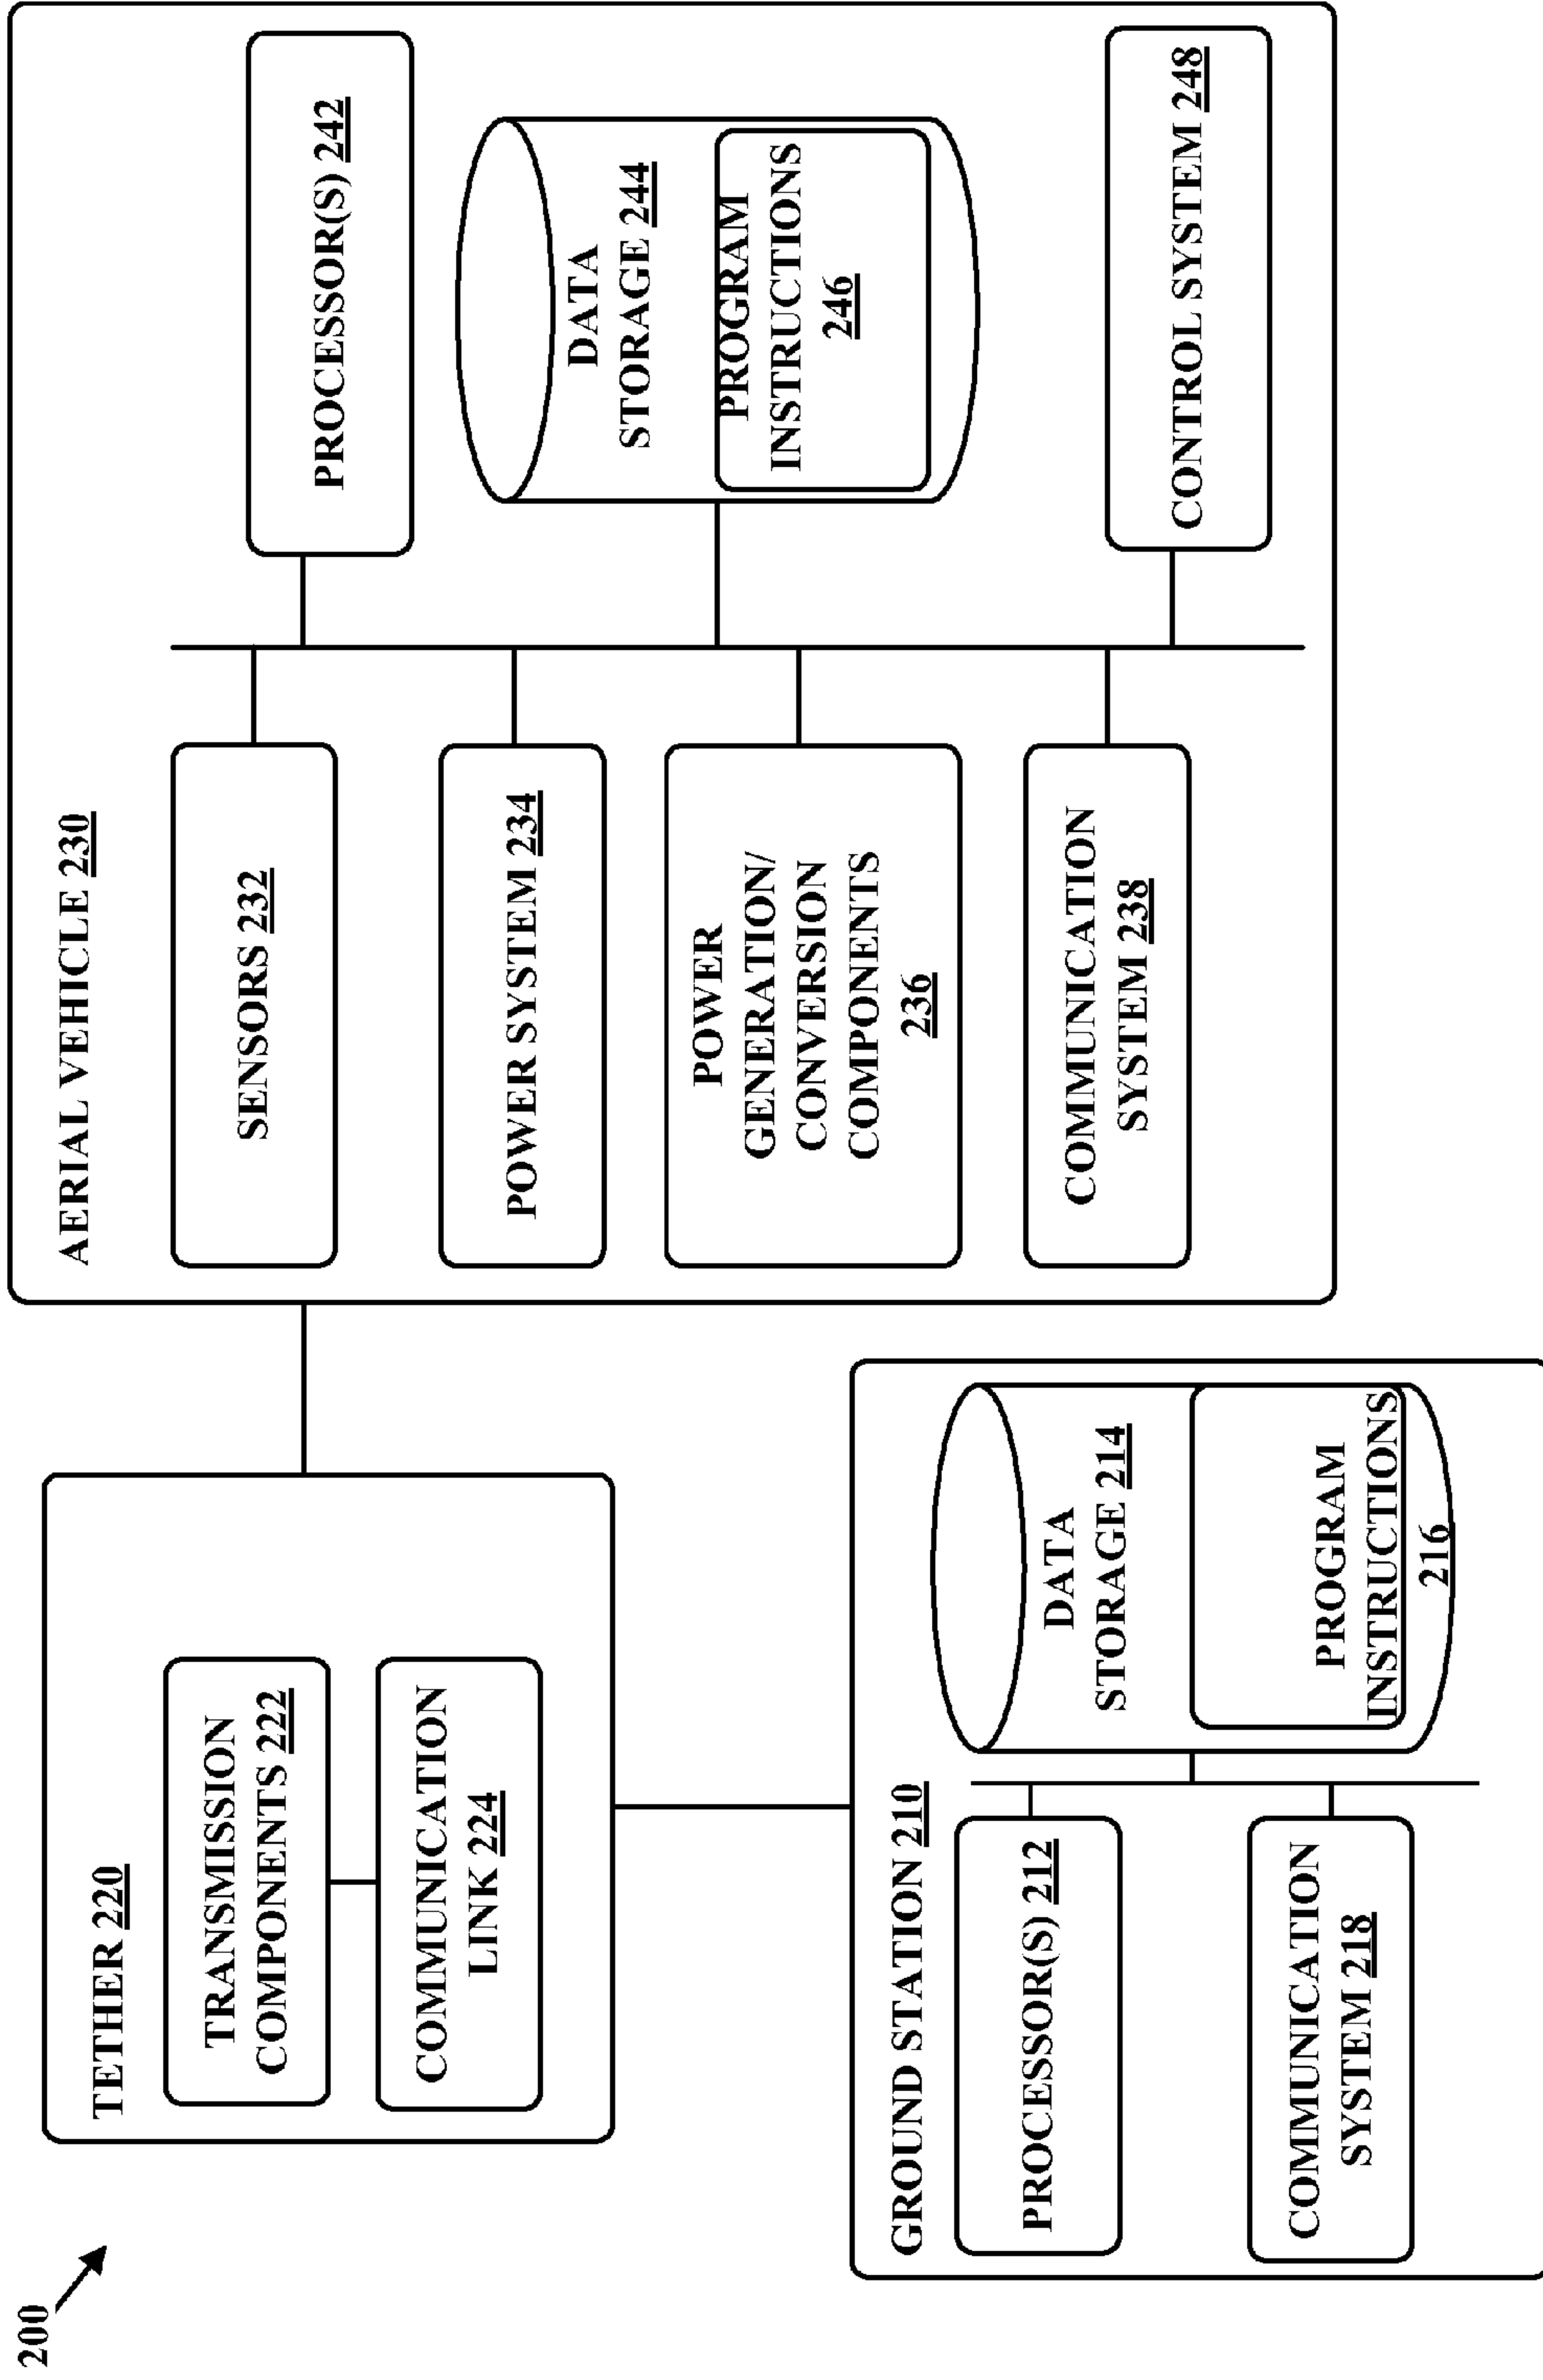 200
TETHER 220
TRANSMISSION
COMPONENTS 222
COMMUNICATION
LINK 224
GROUND STATION 210
PROCESSOR(S) 212
COMMUNICATION
SYSTEM 218
DATA
STORAGE 214
PROGRAM
INSTRUCTIONS
216
AERIAL VEHICLE 230
SENSORS 232
POWER SYSTEM 234
POWER
GENERATION/
CONVERSION
COMPONENTS
236
COMMUNICATION
SYSTEM 238
PROCESSOR(S) 242
DATA
STORAGE 244
PROGRAM
INSTRUCTIONS
246
CONTROL SYSTEM 248